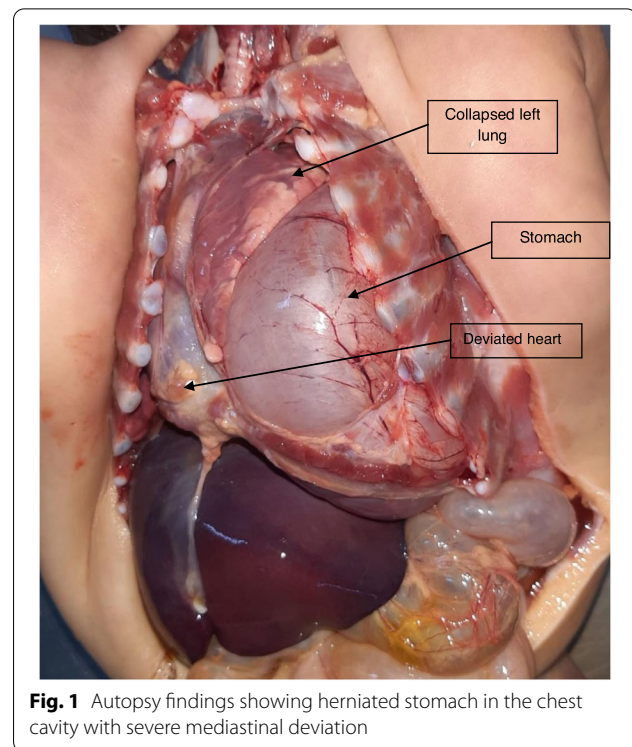 Collapsed left
lung
Stomach
Deviated heart
Fig. 1 Autopsy findings showing herniated stomach in the chest
cavity with severe mediastinal deviation